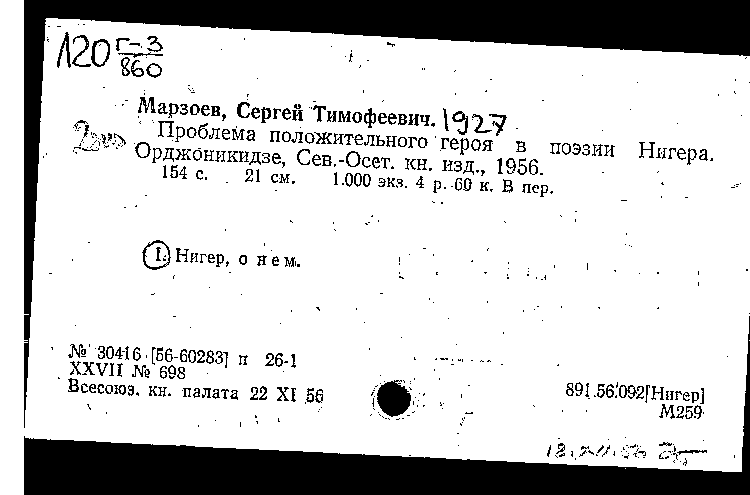 120 Г-3
860
Марзоев, Сергей Тимофеевич. 1927
Проблема положительного героя в поэзии Нигера.
Орджоникидзе, Сев.-Осет. кн. изд., 1956.
154 с. 21 см. 1.000 экз. 4 р. 60 к. В пер.
I. Нигер, о нем.
№ 30416 [56-60283] п 26-1
XXVII № 698
Всесоюз. кн. палата 22 XI 56
891.56.092[Нигер]
М259